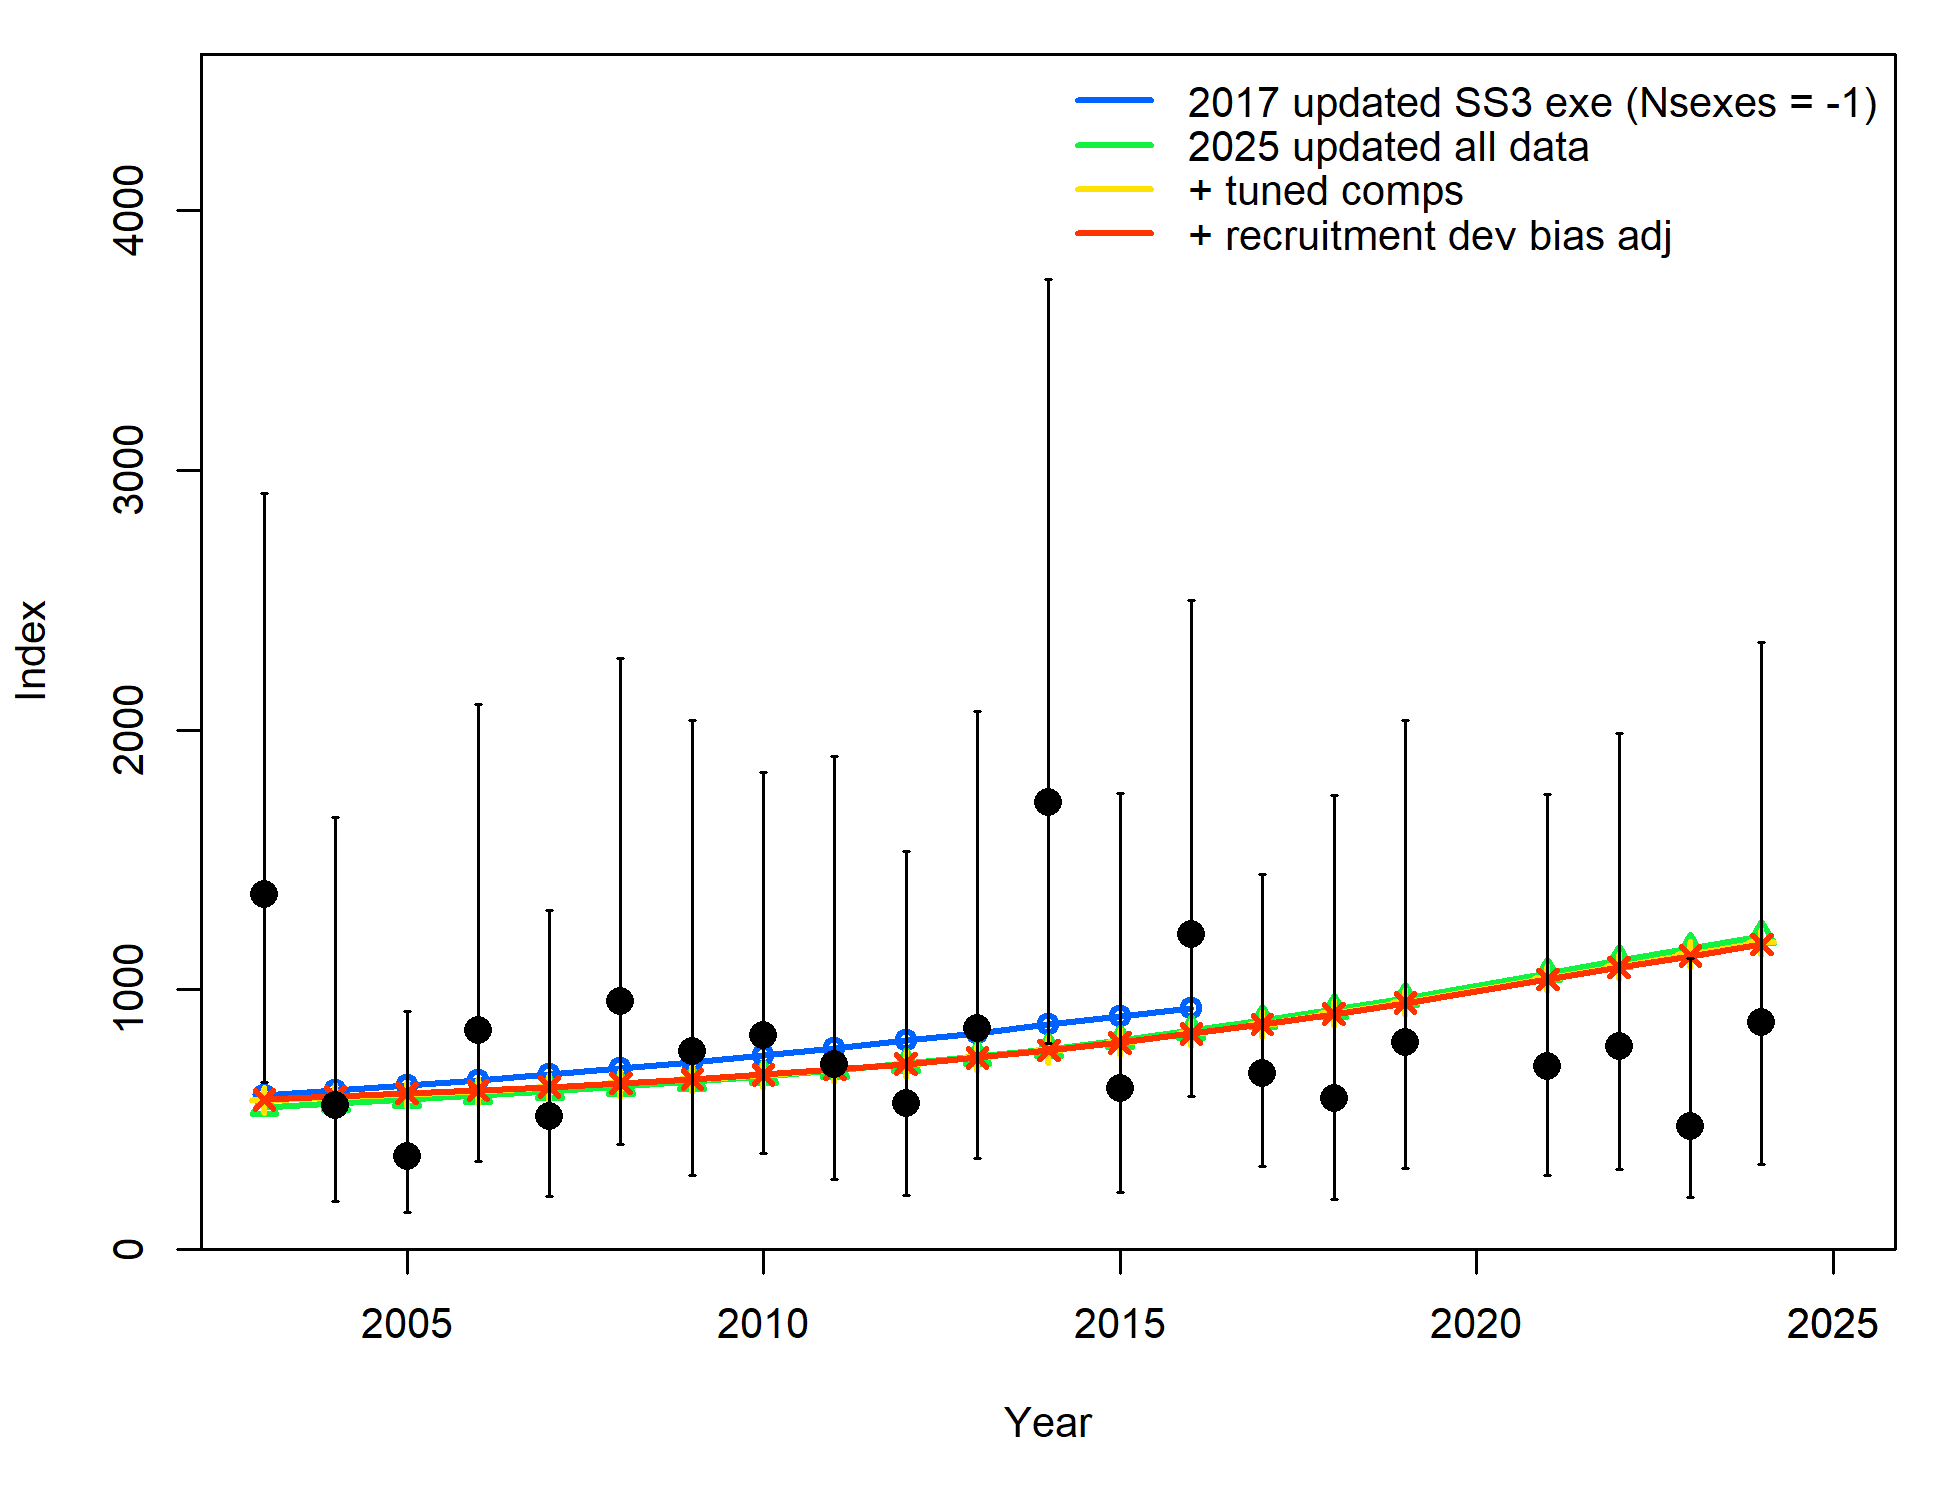 2017 updated SS3 exe (Nsexes = -1)
2025 updated all data
+ tuned comps
+ recruitment dev bias adj
4000
3000
2000
1000
0
Index
2005
2010
2015
2020
2025
Year